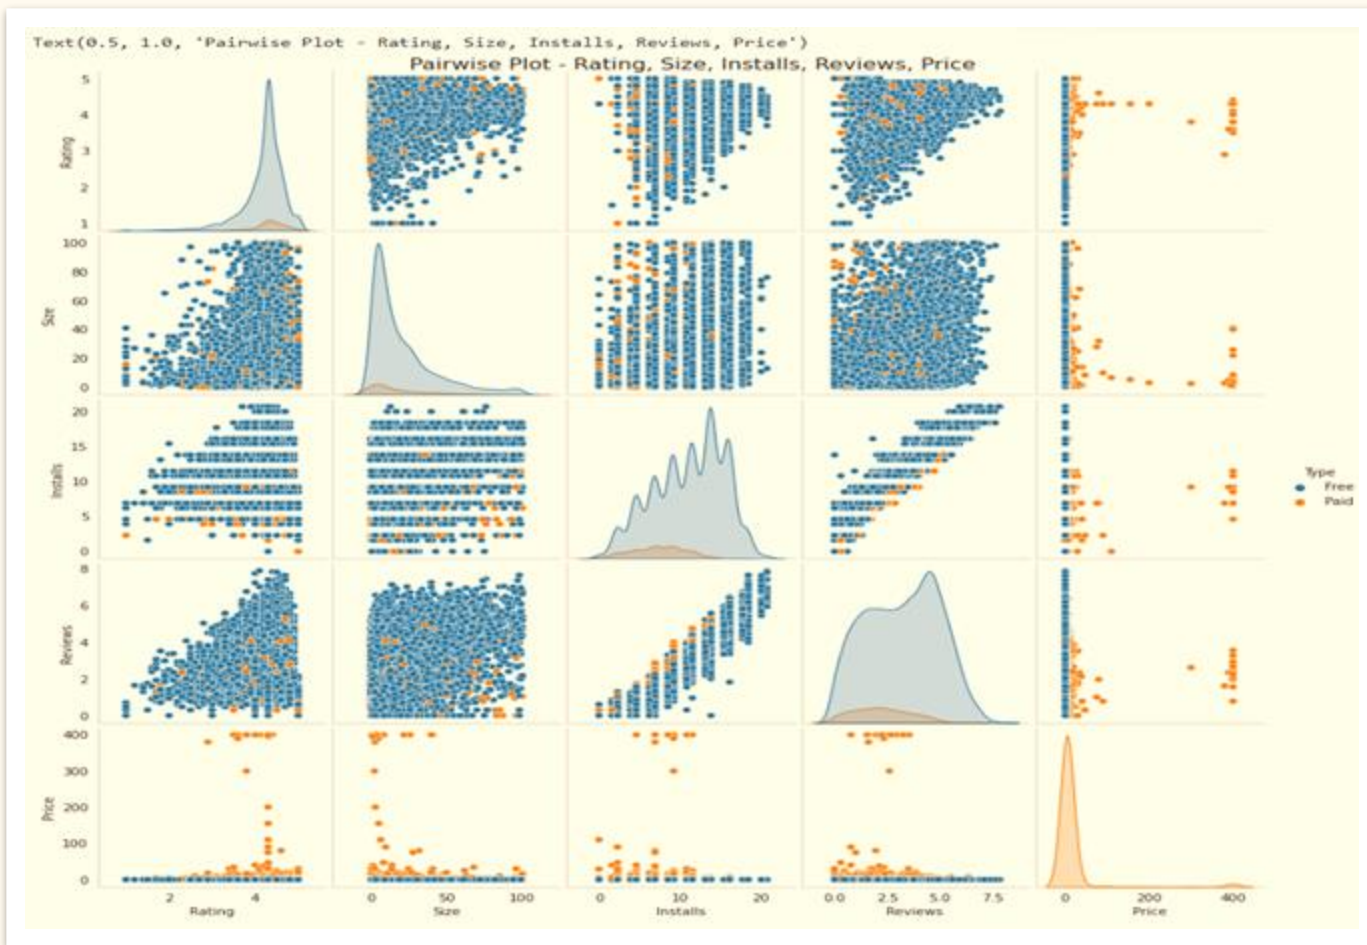 Text(0.5, 1.0, 'Pairwise Plot - Rating, Size, Installs, Reviews, Price')
Pairwise Plot - Rating, Size, Installs, Reviews, Price
Rating
5
4
3
2
1
Size
100
80
60
40
20
0
Installs
20
15
10
5
0
Type
Free
Paid
Reviews
8
6
4
2
0
Price
400
300
200
100
0
2 4 0 50 100 0 10 20 0.0 2.5 5.0 7.5 0 200 400
Rating Size Installs Reviews Price